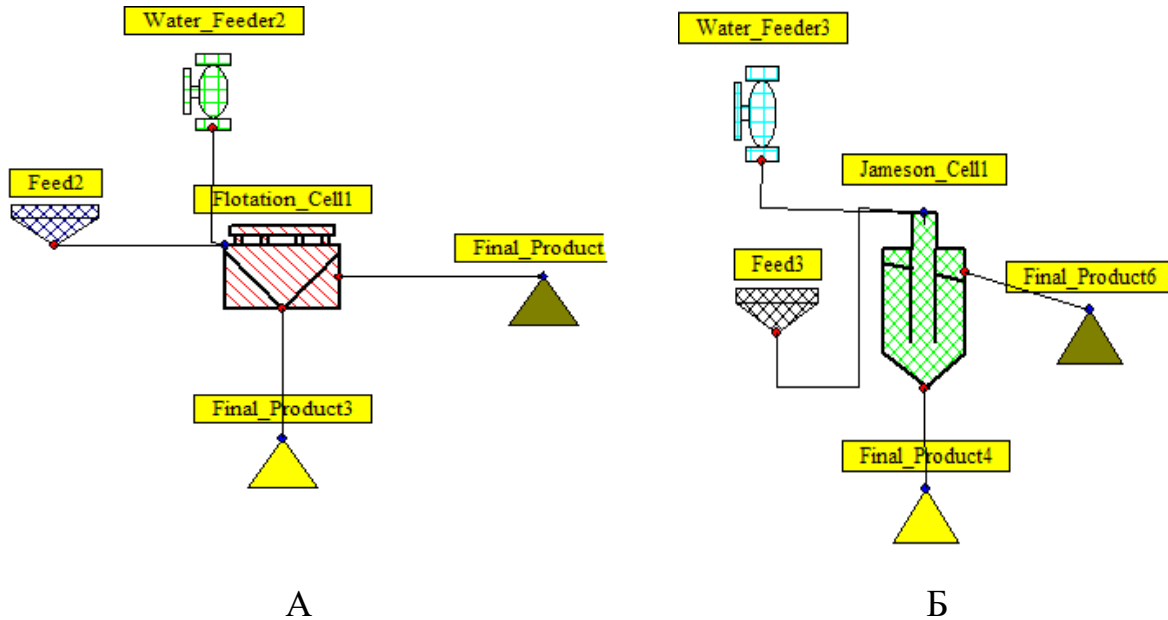 Water_Feeder2
Feed2
Flotation_Cell1
Final_Product
Final_Product3
А
Water_Feeder3
Jameson_Cell1
Feed3
Final_Product6
Final_Product4
Б